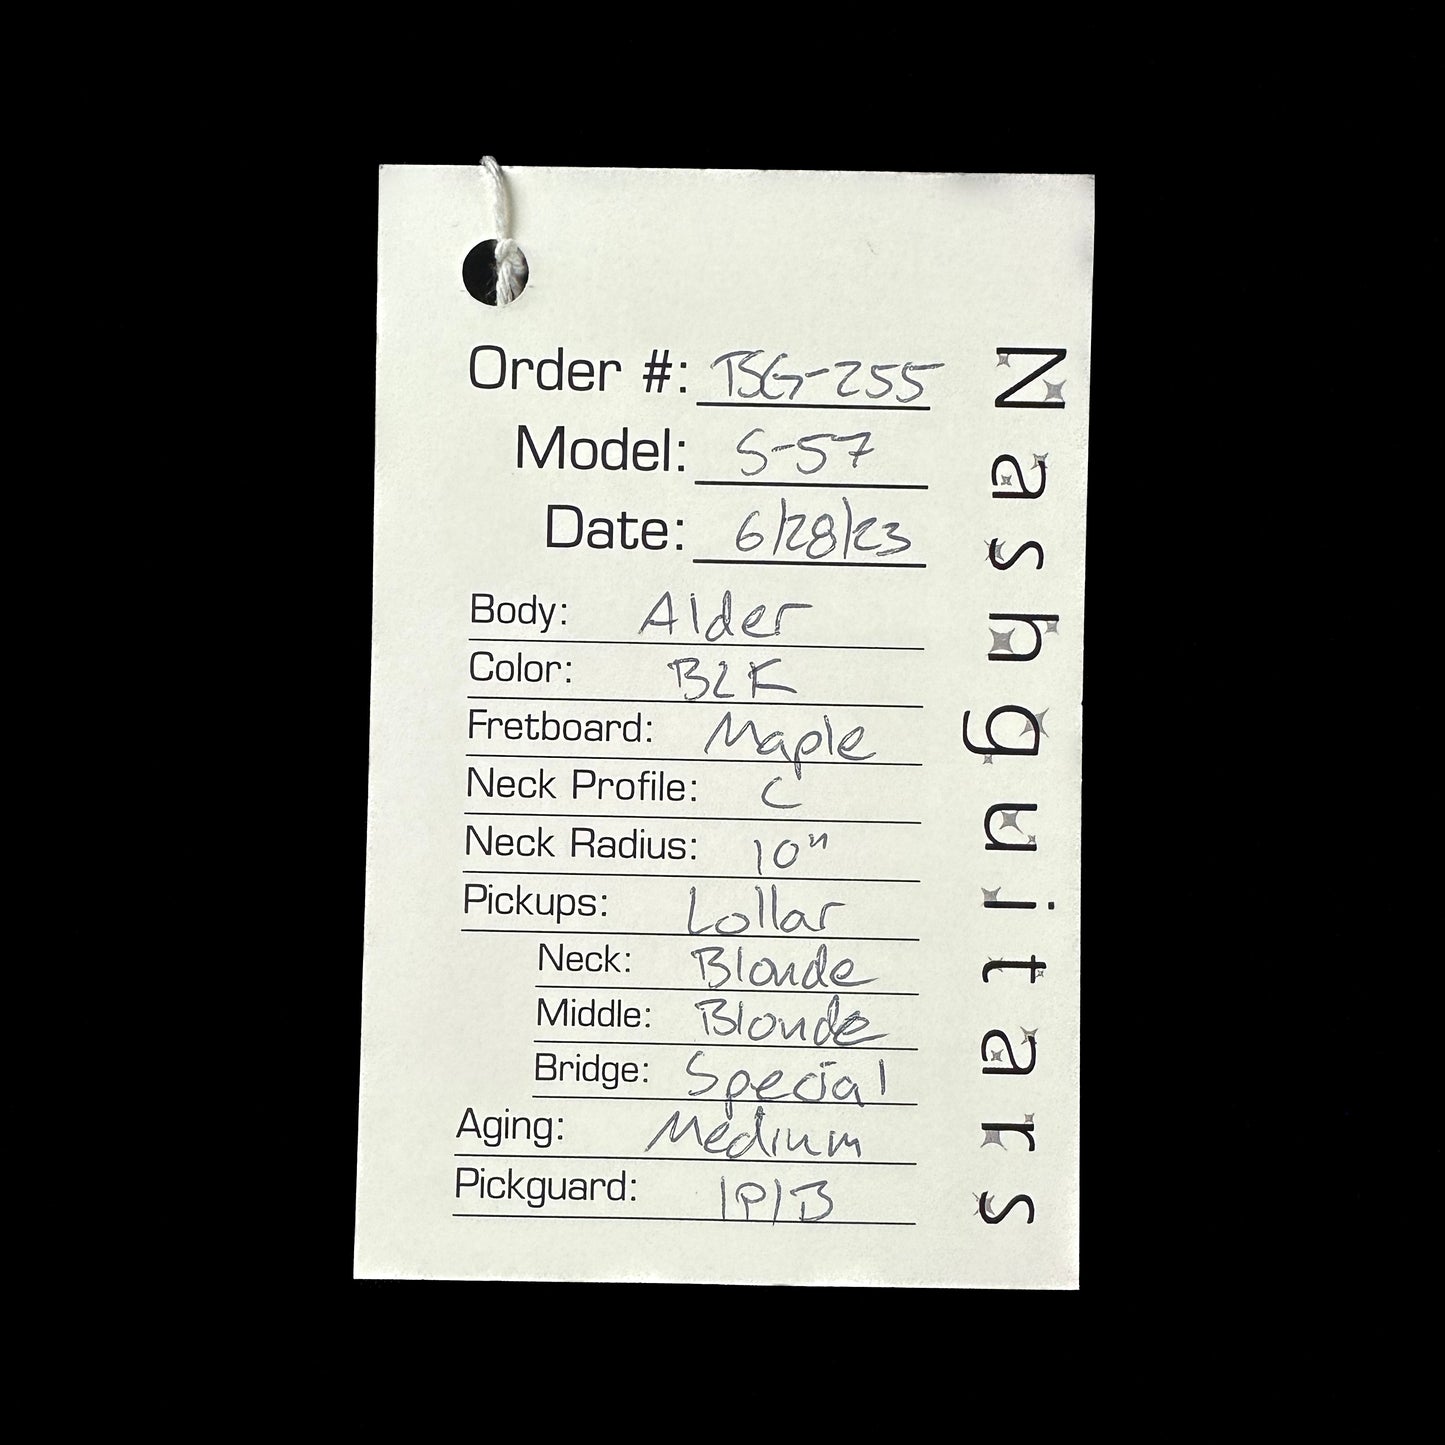 Order #: BG-255
Model: S-57
Date: 6/28/23
Body: Alder
Color: BLK
Fretboard: Maple
Neck Profile: C
Neck Radius: 10"
Pickups: Lollar
Neck: Blonde
Middle: Blonde
Bridge: Special
Aging: Medium
Pickguard: 1P/B
Nashguitars